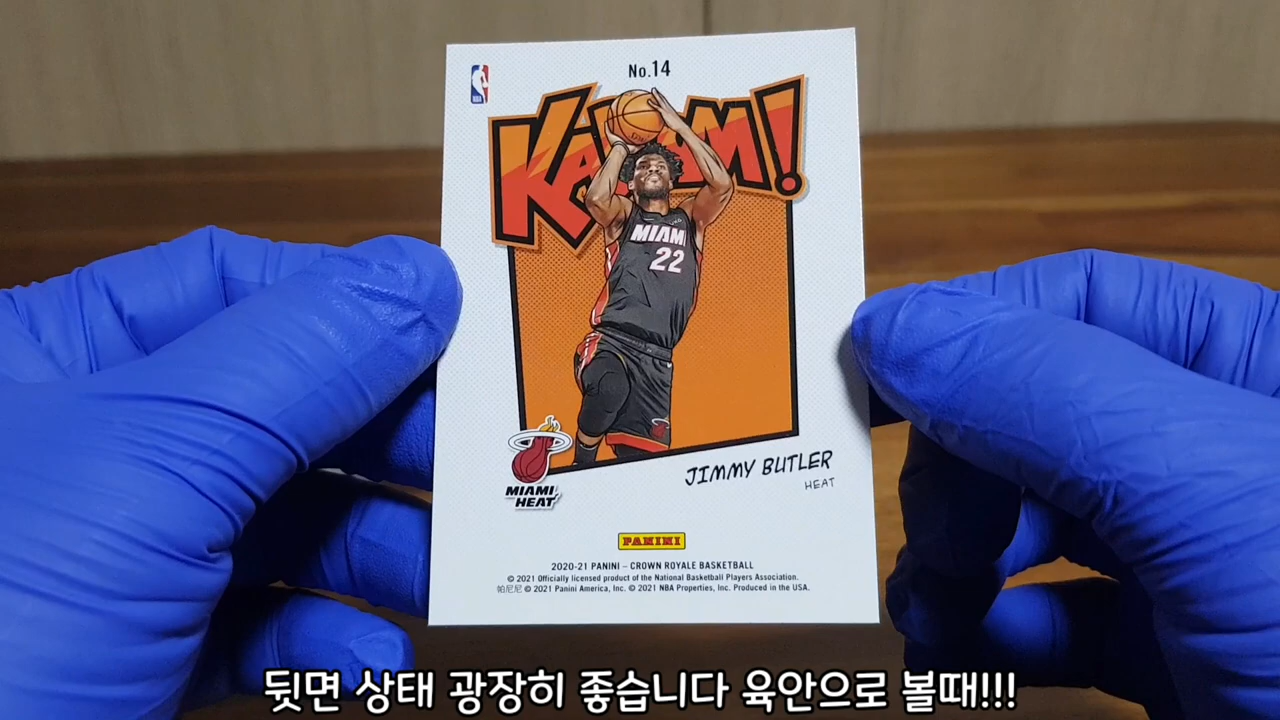 No.14
KABOOM!
MIAMI
22
MIAMI
HEAT
JIMMY BUTLER
HEAT
PANINI
2020-21 PANINI – CROWN ROYALE BASKETBALL
© 2021 Officially licensed product of the National Basketball Players Association.
帕尼尼 © 2021 Panini America, Inc. © 2021 NBA Properties, Inc. Produced in the USA.
뒷면 상태 광장히 좋습니다 육안으로 볼때!!!